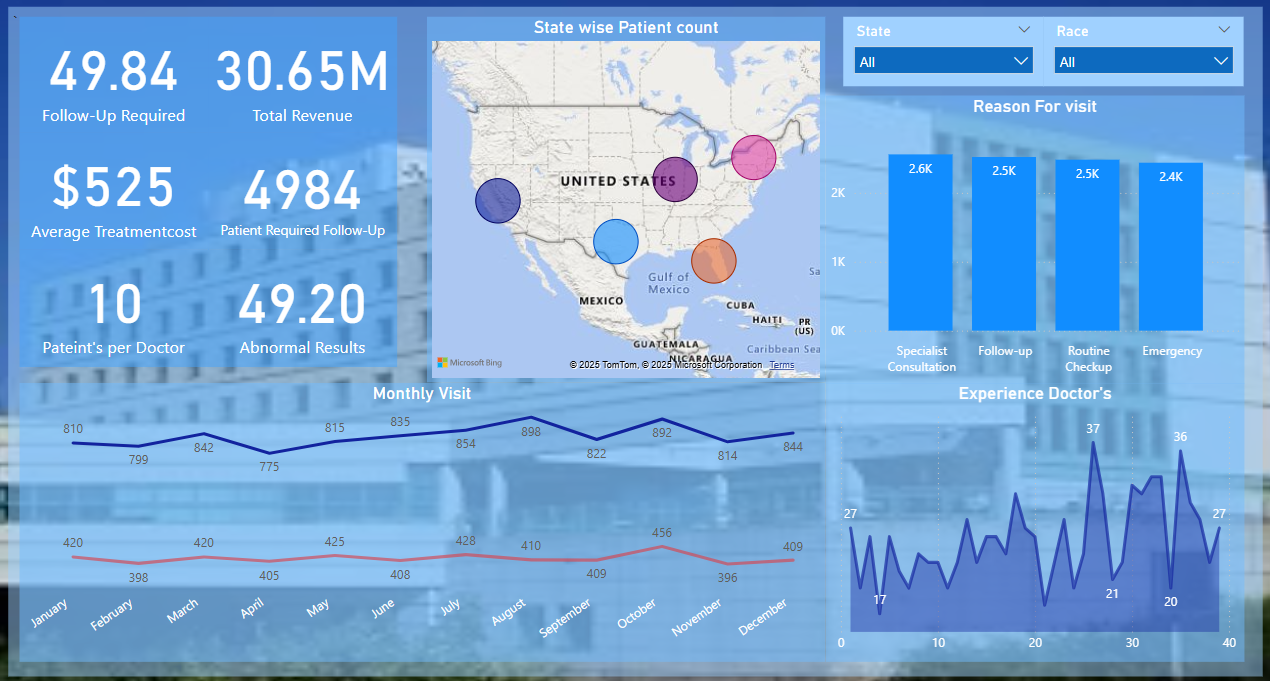 49.84
Follow-Up Required
30.65M
Total Revenue
$525
Average Treatmentcost
4984
Patient Required Follow-Up
10
Pateint's per Doctor
49.20
Abnormal Results
State wise Patient count
UNITED STATES
Gulf of
Mexico
MEXICO
CUBA
HAITI
PR
(US)
Sa
GUATEMALA
Caribbean Sea
NICARAGUA
Microsoft Bing
© 2025 TomTom, © 2025 Microsoft Corporation Terms
State
All
Race
All
Reason For visit
2K
1K
0K
2.6K
2.5K
2.5K
2.4K
Specialist
Consultation
Follow-up
Routine
Checkup
Emergency
Monthly Visit
810
799
842
775
815
835
854
898
822
892
814
844
420
398
420
405
425
408
428
410
409
456
396
409
January
February
March
April
May
June
July
August
September
October
November
December
Experience Doctor's
27
17
37
21
20
36
27
0
10
20
30
40